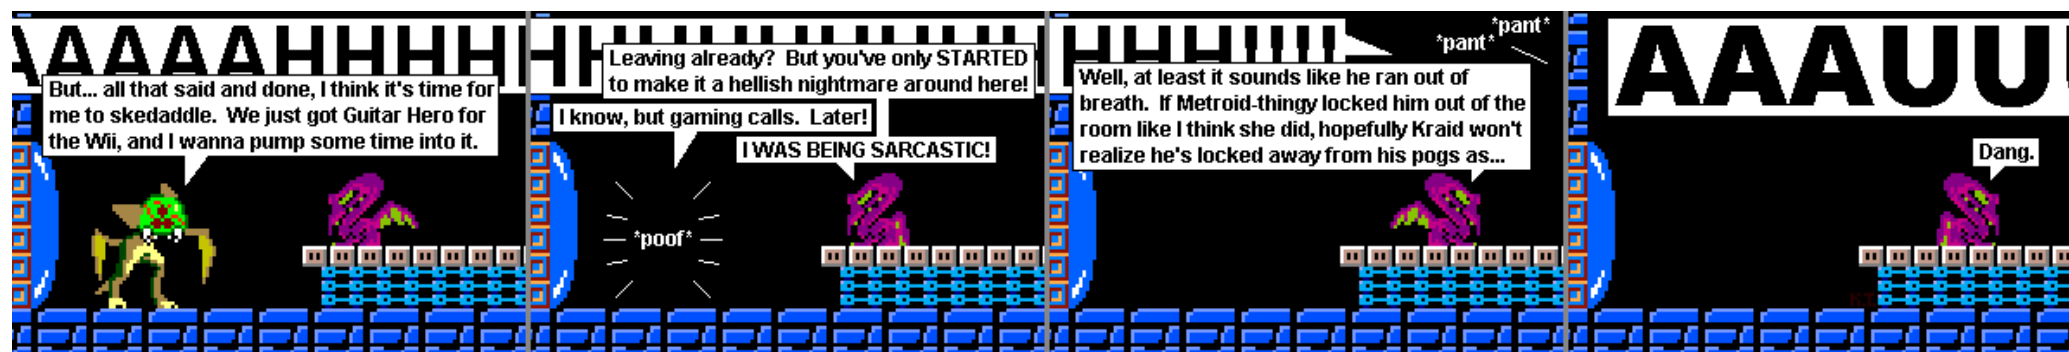 AAAAAHHHHH
But... all that said and done, I think it's time for
me to skedaddle.  We just got Guitar Hero for
the Wii, and I wanna pump some time into it.
Leaving already?  But you've only STARTED
to make it a hellish nightmare around here!
I know, but gaming calls.  Later!
I WAS BEING SARCASTIC!
*poof*
HHH!!!!
*pant*
*pant*
Well, at least it sounds like he ran out of
breath.  If Metroid-thingy locked him out of the
room like I think she did, hopefully Kraid won't
realize he's locked away from his pogs as...
AAAUU
Dang.
K.T.